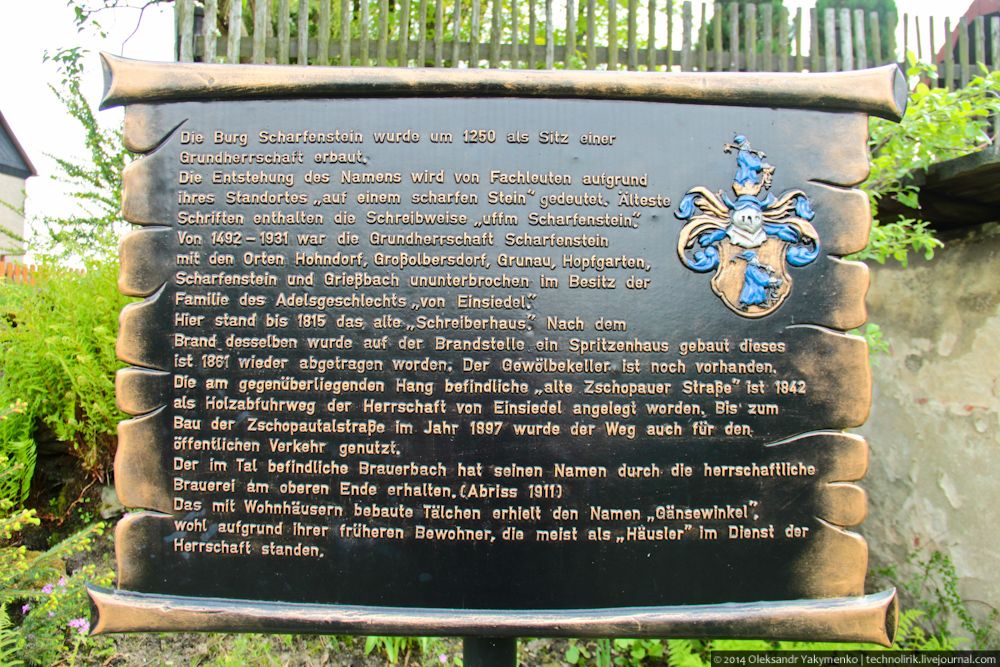 Die Burg Scharfenstein wurde um 1250 als Sitz einer
Grundherrschaft erbaut.
Die Entstehung des Namens wird von Fachleuten aufgrund
ihres Standortes „auf einem scharfen Stein" gedeutet. Älteste
Schriften enthalten die Schreibweise „uffm Scharfenstein".
Von 1492-1931 war die Grundherrschaft Scharfenstein
mit den Orten Hohndorf, Großolbersdorf, Grunau, Hopfgarten,
Scharfenstein und Grießbach ununterbrochen im Besitz der
Familie des Adelsgeschlechts „von Einsiedel".
Hier stand bis 1815 das alte „Schreiberhaus". Nach dem
Brand desselben wurde auf der Brandstelle ein Spritzenhaus gebaut dieses
ist 1861 wieder abgetragen worden. Der Gewölbekeller ist noch vorhanden.
Die am gegenüberliegenden Hang befindliche „alte Zschopauer Straße" ist 1842
als Holzabfuhrweg der Herrschaft von Einsiedel angelegt worden. Bis zum
Bau der Zschopautalstraße im Jahr 1997 wurde der Weg auch für den
öffentlichen Verkehr genutzt.
Der im Tal befindliche Brauerbach hat seinen Namen durch die herrschaftliche
Brauerei am oberen Ende erhalten. (Abriss 1911)
Das mit Wohnhäusern bebaute Tälchen erhielt den Namen „Gänsewinkel",
wohl aufgrund ihrer früheren Bewohner, die meist als „Häusler" im Dienst der
Herrschaft standen.
© 2014 Oleksandr Yakymenko | technolirik.livejournal.com